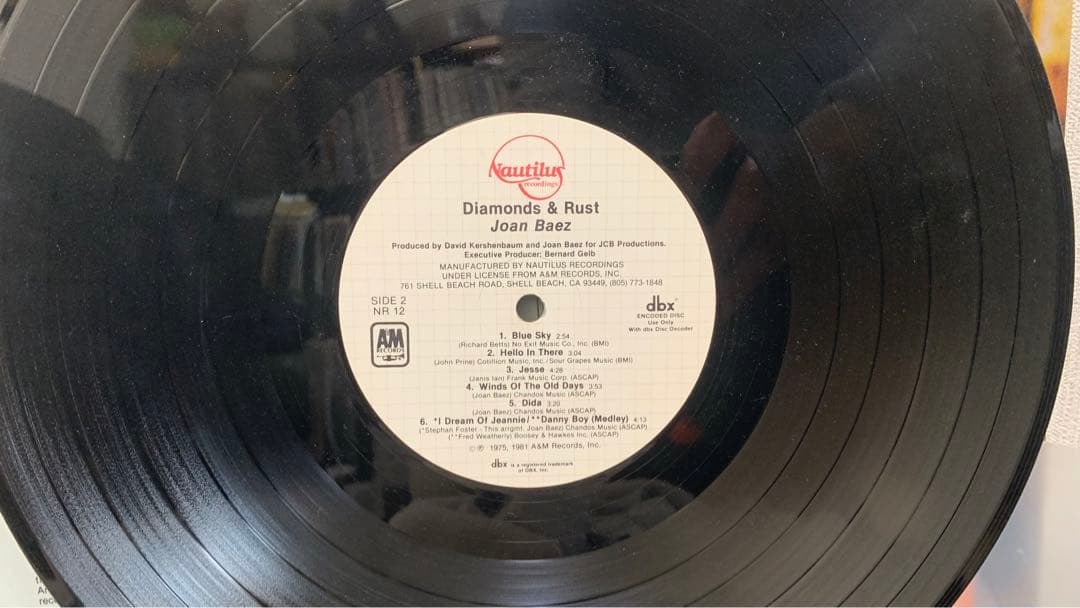 Nautilus
recordings
Diamonds & Rust
Joan Baez
Produced by David Kershenbaum and Joan Baez for JCB Productions.
Executive Producer: Bernard Gelb
MANUFACTURED BY NAUTILUS RECORDINGS
UNDER LICENSE FROM A&M RECORDS, INC.
761 SHELL BEACH ROAD, SHELL BEACH, CA 93449, (805) 773-1848
SIDE 2
NR 12
A&M
RECORDS
dbx™
ENCODED DISC
Use Only
With dbx Disc Decoder
1. Blue Sky 2:54
(Richard Betts) No Exit Music Co., Inc. (BMI)
2. Hello In There 3:04
(John Prine) Cotillion Music, Inc./Sour Grapes Music (BMI)
3. Jesse 4:28
(Janis Ian) Frank Music Corp. (ASCAP)
4. Winds Of The Old Days 3:53
(Joan Baez) Chandos Music (ASCAP)
5. Dida 3:20
(Joan Baez) Chandos Music (ASCAP)
6. *I Dream Of Jeannie/**Danny Boy (Medley) 4:13
(*Stephan Foster - This arrgmt. Joan Baez) Chandos Music (ASCAP)
(**Fred Weatherly) Boosey & Hawkes Inc. (ASCAP)
©℗ 1975, 1981 A&M Records, Inc.
dbx is a registered trademark
of DBX, Inc.